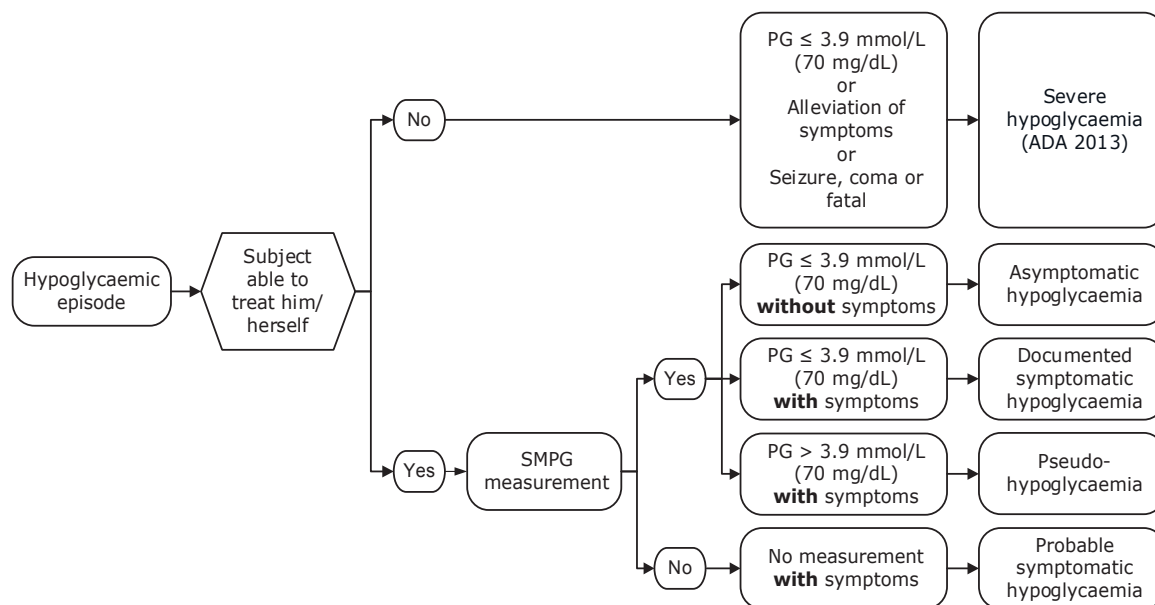 Hypoglycaemic
episode
Subject
able to
treat him/
herself
No
PG ≤ 3.9 mmol/L
(70 mg/dL)
or
Alleviation of
symptoms
or
Seizure, coma or
fatal
Severe
hypoglycaemia
(ADA 2013)
Yes
SMPG
measurement
Yes
PG ≤ 3.9 mmol/L
(70 mg/dL)
without symptoms
Asymptomatic
hypoglycaemia
PG ≤ 3.9 mmol/L
(70 mg/dL)
with symptoms
Documented
symptomatic
hypoglycaemia
PG > 3.9 mmol/L
(70 mg/dL)
with symptoms
Pseudo-
hypoglycaemia
No
No measurement
with symptoms
Probable
symptomatic
hypoglycaemia